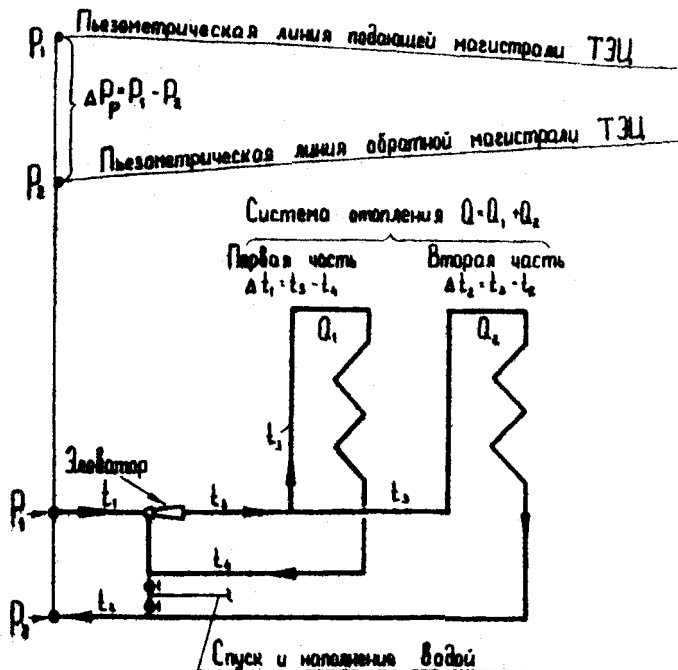 P₁ Пьезометрическая линия подающей магистрали ТЭЦ
ΔPₚ=P₁-P₂
P₂ Пьезометрическая линия обратной магистрали ТЭЦ
Система отопления Q=Q₁+Q₂
Первая часть
Δt₁=t₃-t₄
Вторая часть
Δt₂=t₃-t₂
Q₁
Q₂
t₃
Элеватор
P₁
t₁
t₃
t₃
t₄
P₂
t₂
Спуск и наполнение водой